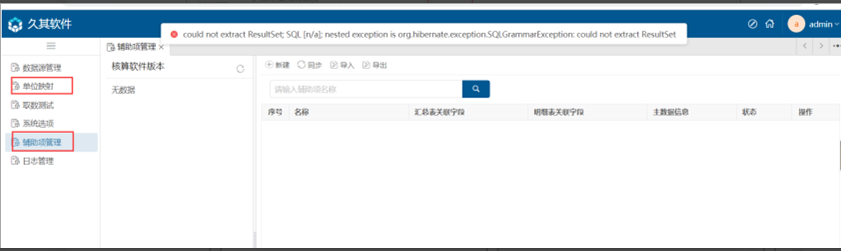 久其软件
could not extract ResultSet; SQL [n/a]; nested exception is org.hibernate.exception.SQLGrammarException: could not extract ResultSet
admin
辅助项管理 ×
数据源管理
单位映射
取数测试
系统选项
辅助项管理
日志管理
核算软件版本
无数据
新建 同步 导入 导出
请输入辅助项名称
序号 名称 汇总表关联字段 明细表关联字段 主数据信息 状态 操作